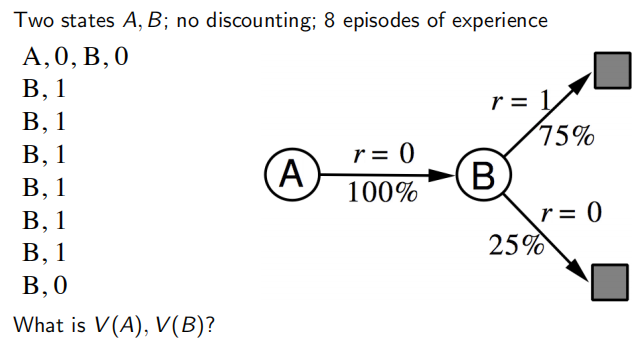 Two states A, B; no discounting; 8 episodes of experience
A, 0, B, 0
B, 1
B, 1
B, 1
B, 1
B, 1
B, 1
B, 0
A
r = 0
100%
B
r = 1
75%
r = 0
25%
What is V(A), V(B)?